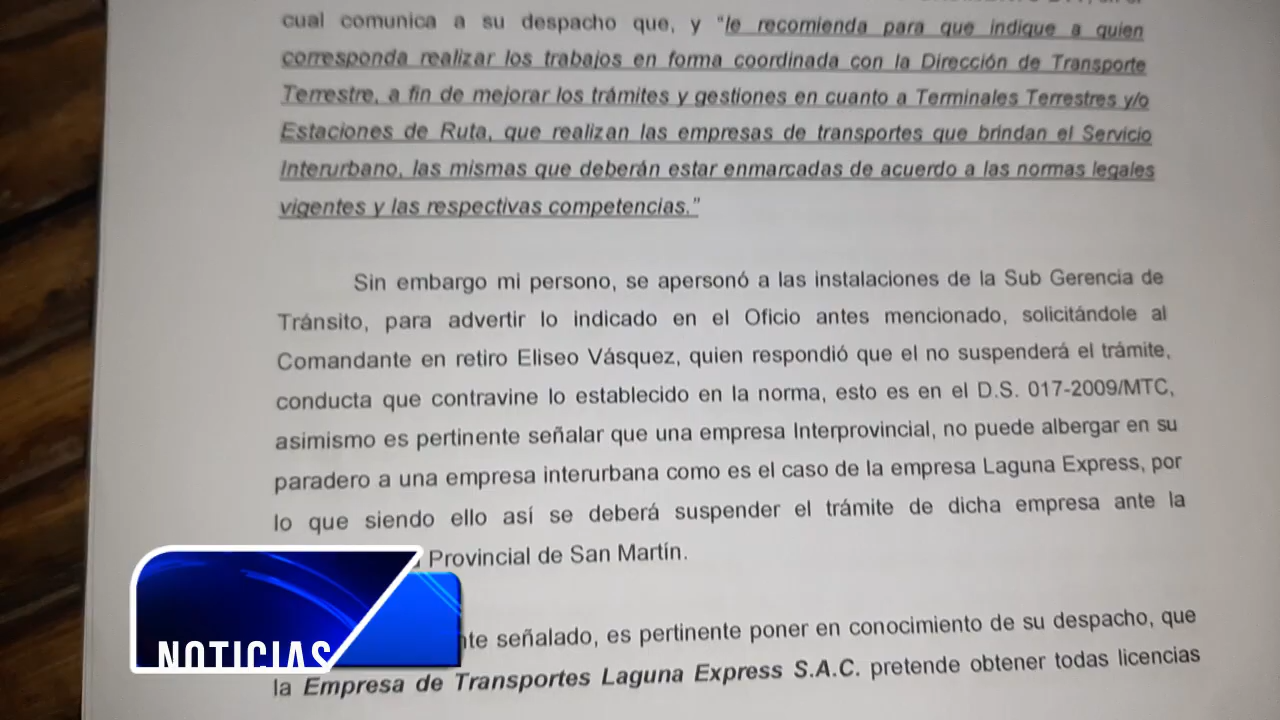 cual comunica a su despacho que, y "le recomienda para que indique a quien
corresponda realizar los trabajos en forma coordinada con la Dirección de Transporte
Terrestre, a fin de mejorar los trámites y gestiones en cuanto a Terminales Terrestres y/o
Estaciones de Ruta, que realizan las empresas de transportes que brindan el Servicio
Interurbano, las mismas que deberán estar enmarcadas de acuerdo a las normas legales
vigentes y las respectivas competencias."
Sin embargo mi persono, se apersonó a las instalaciones de la Sub Gerencia de
Tránsito, para advertir lo indicado en el Oficio antes mencionado, solicitándole al
Comandante en retiro Eliseo Vásquez, quien respondió que el no suspenderá el trámite,
conducta que contravine lo establecido en la norma, esto es en el D.S. 017-2009/MTC,
asimismo es pertinente señalar que una empresa Interprovincial, no puede albergar en su
paradero a una empresa interurbana como es el caso de la empresa Laguna Express, por
lo que siendo ello así se deberá suspender el trámite de dicha empresa ante la
Provincial de San Martín.
señalado, es pertinente poner en conocimiento de su despacho, que
la Empresa de Transportes Laguna Express S.A.C. pretende obtener todas licencias
NOTICIAS